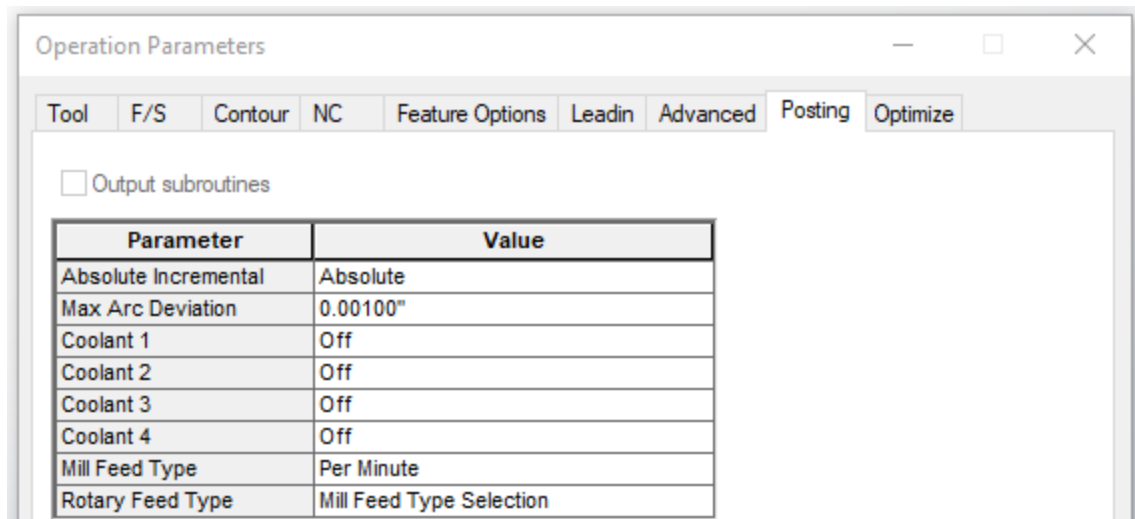 Operation Parameters
Tool F/S Contour NC Feature Options Leadin Advanced Posting Optimize
Output subroutines
Parameter Value
Absolute Incremental Absolute
Max Arc Deviation 0.00100"
Coolant 1 Off
Coolant 2 Off
Coolant 3 Off
Coolant 4 Off
Mill Feed Type Per Minute
Rotary Feed Type Mill Feed Type Selection